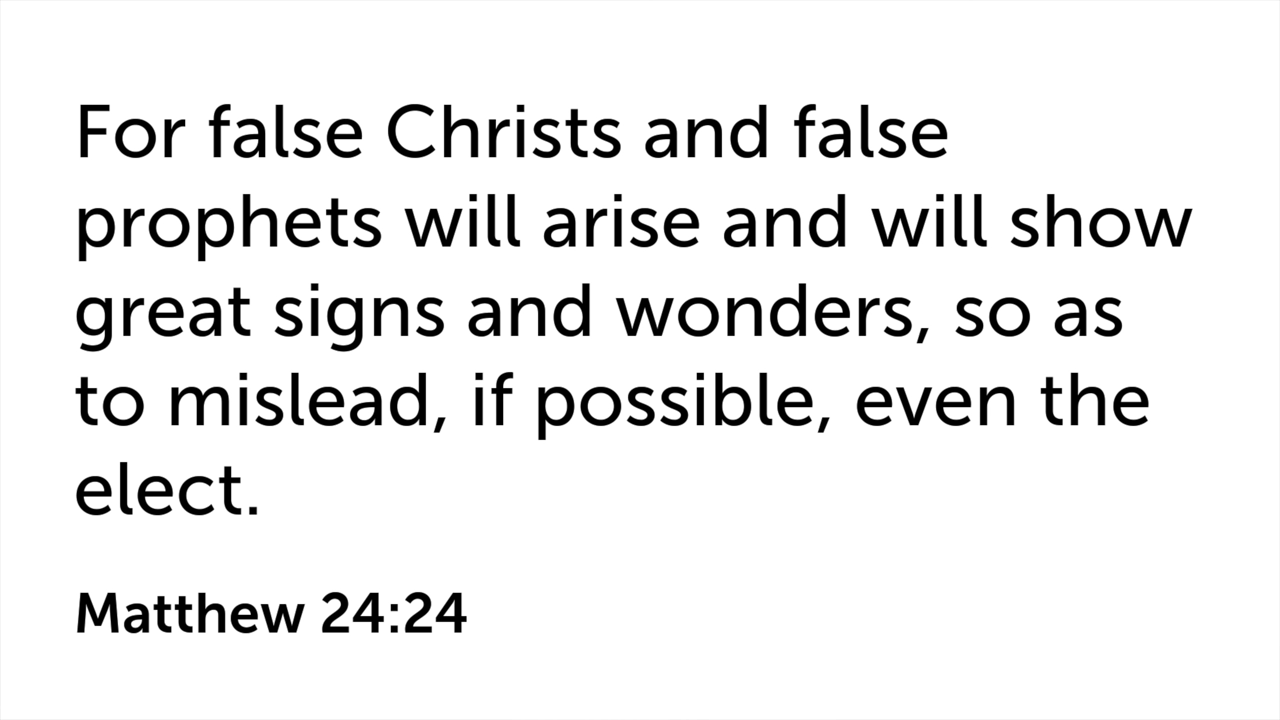 For false Christs and false
prophets will arise and will show
great signs and wonders, so as
to mislead, if possible, even the
elect.
Matthew 24:24